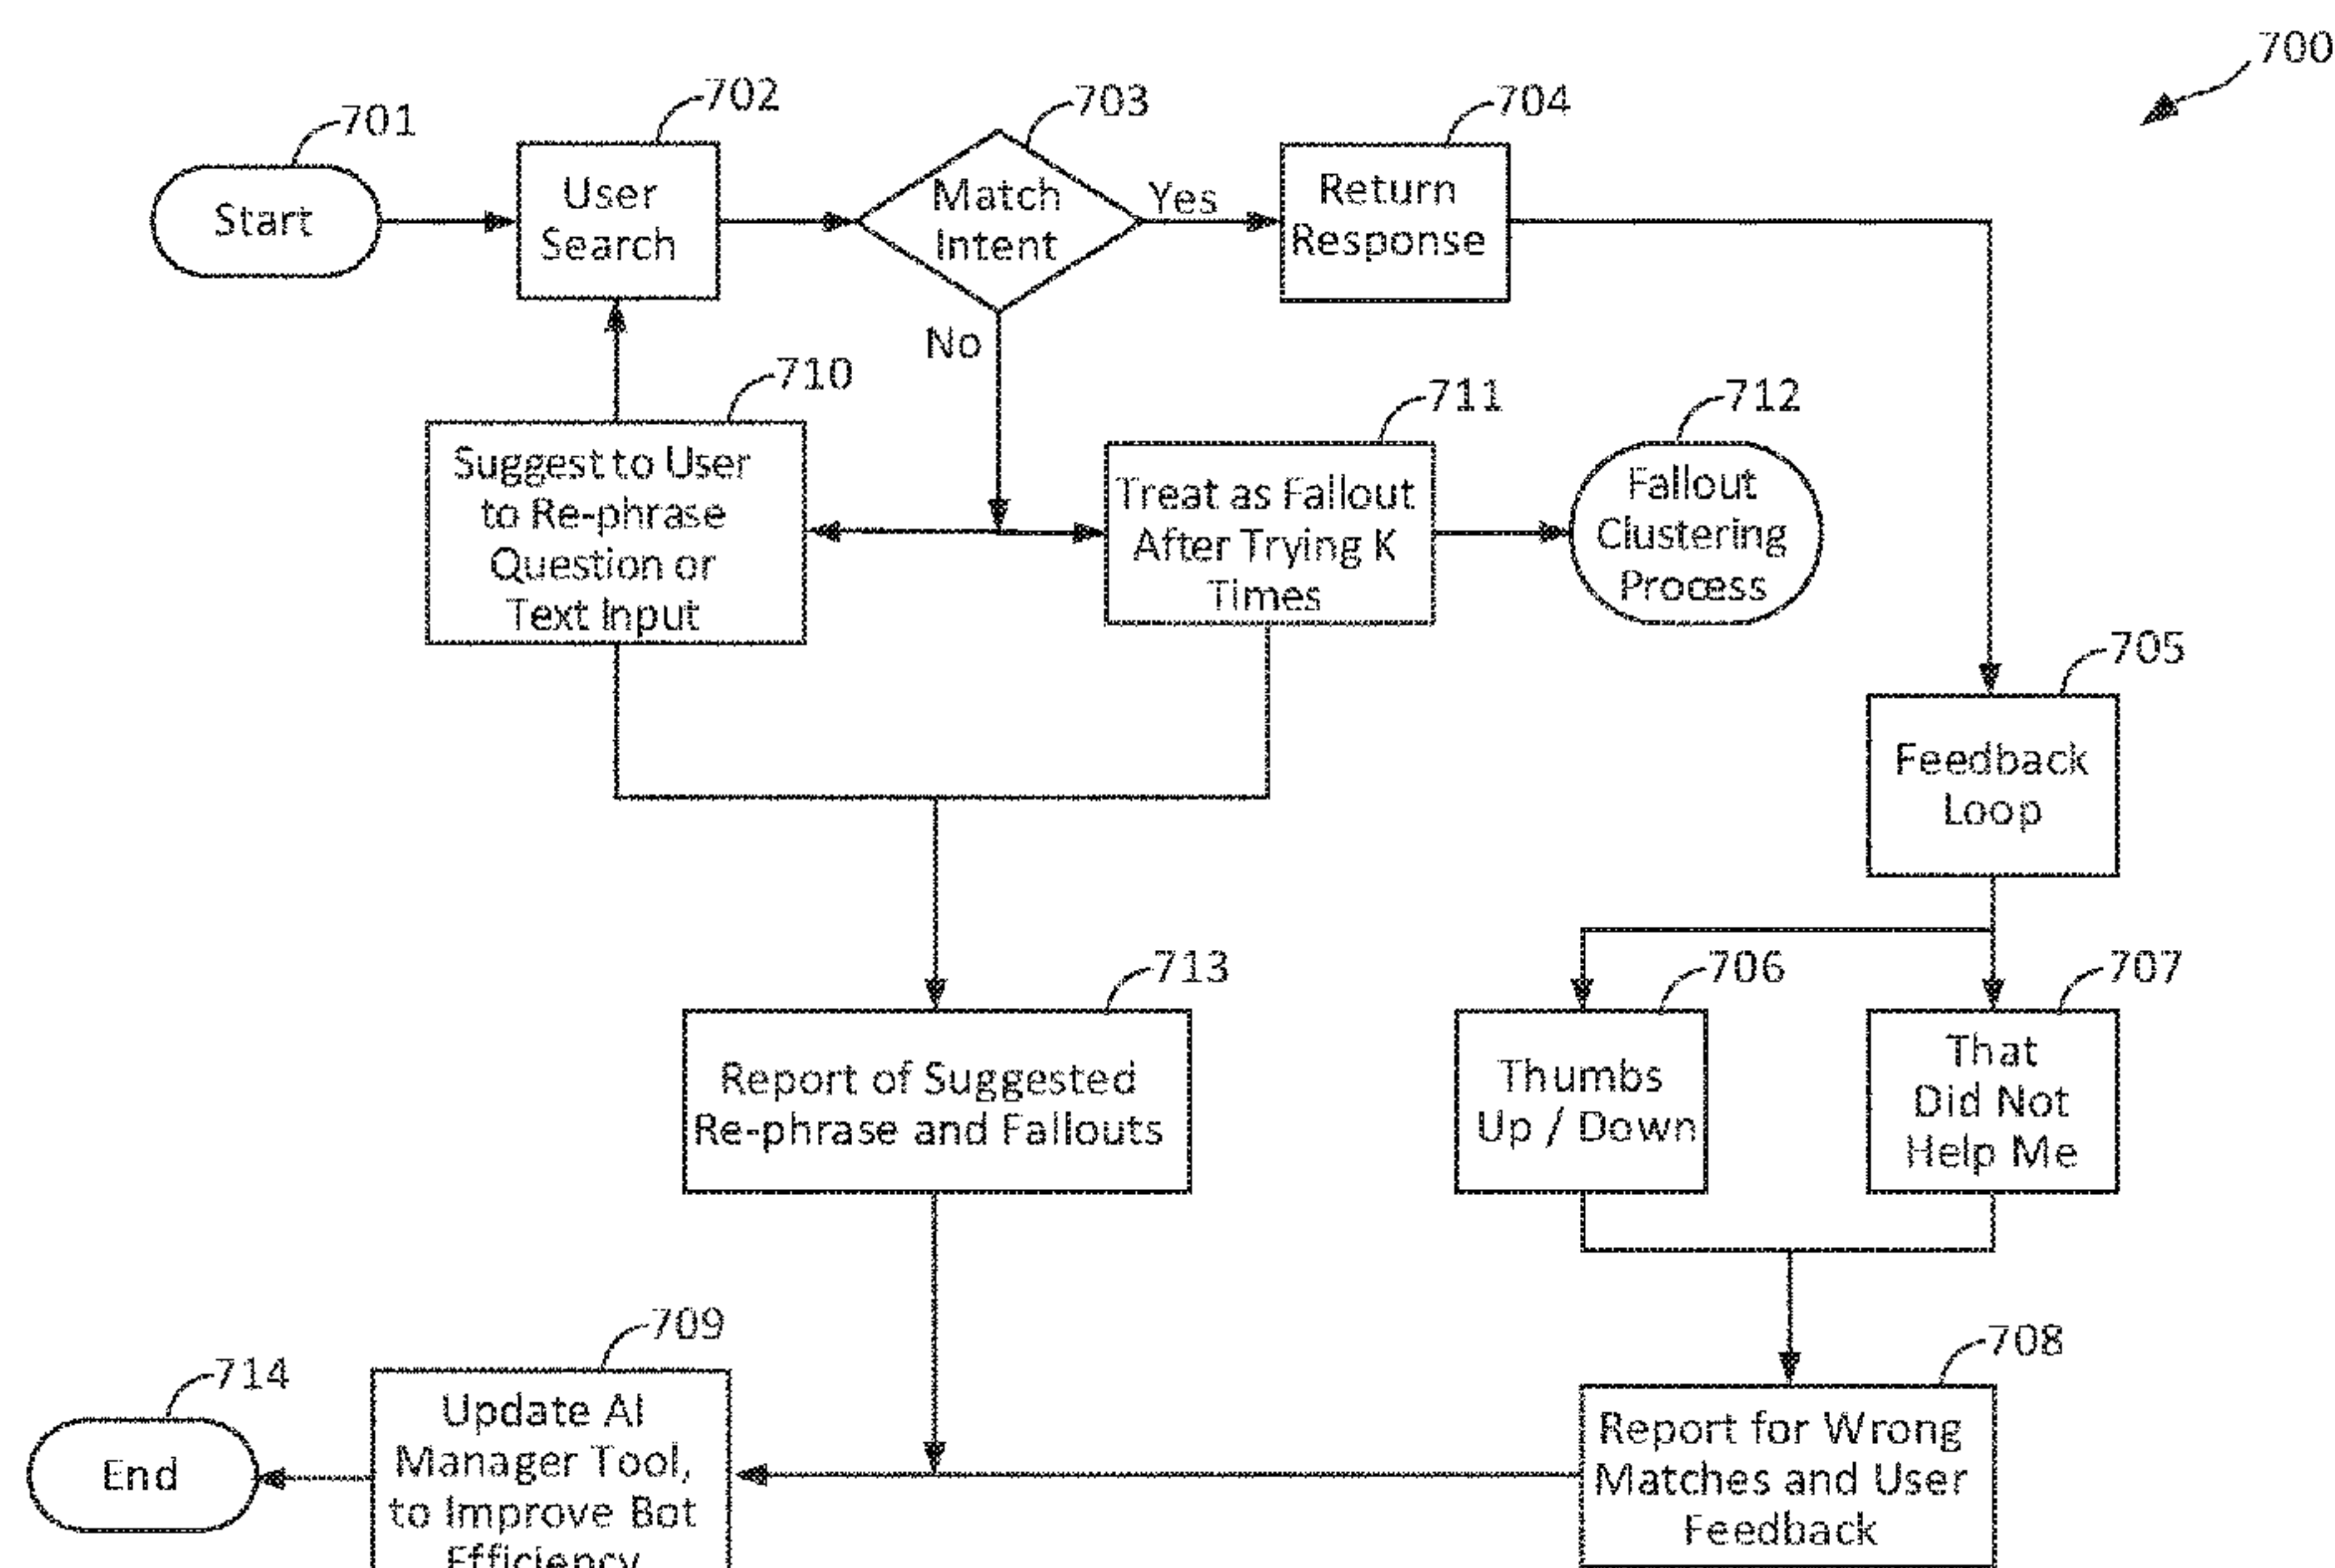 700
701
Start
702
User
Search
703
Match
Intent
Yes
No
704
Return
Response
710
Suggest to User
to Re-phrase
Question or
Text Input
711
Treat as Fallout
After Trying K
Times
712
Fallout
Clustering
Process
705
Feedback
Loop
713
Report of Suggested
Re-phrase and Fallouts
706
Thumbs
Up / Down
707
That
Did Not
Help Me
714
End
709
Update AI
Manager Tool,
to Improve Bot
Efficiency
708
Report for Wrong
Matches and User
Feedback